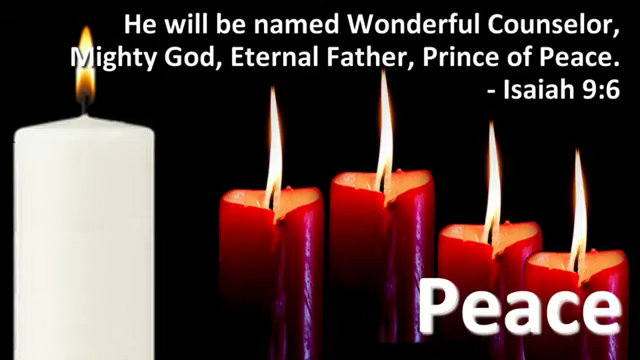 He will be named Wonderful Counselor,
Mighty God, Eternal Father, Prince of Peace.
- Isaiah 9:6
Peace